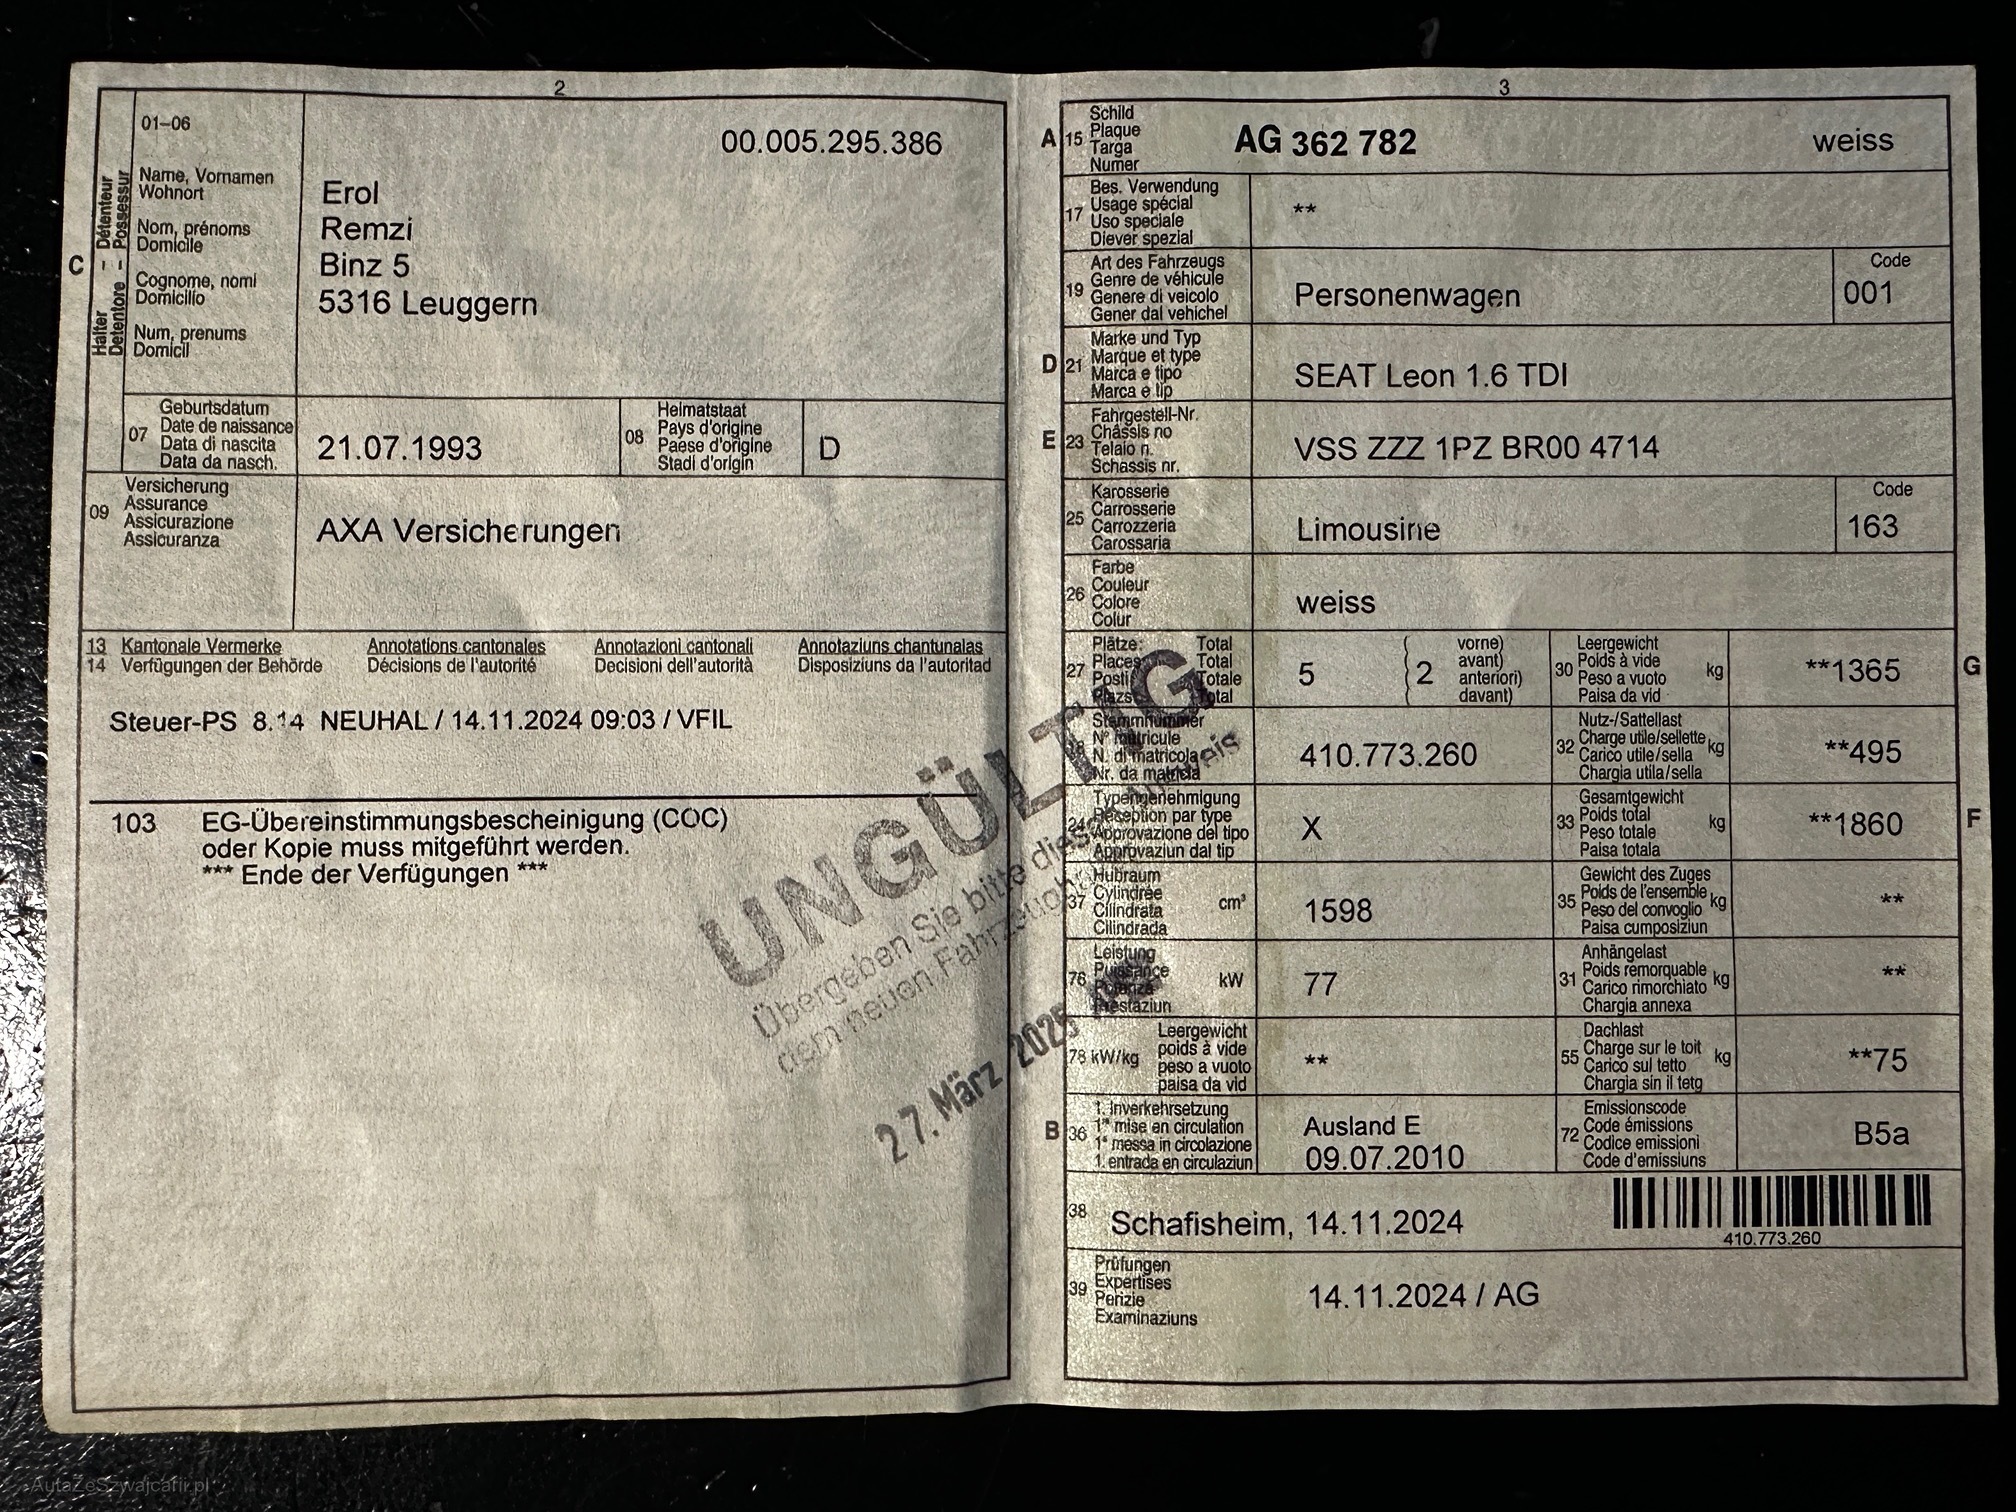 2
01–06
00.005.295.386
C
Halter – Détenteur
Detentore – Possessur
Name, Vornamen
Wohnort
Nom, prénoms
Domicile
Cognome, nomi
Domicilio
Num, prenums
Domicil
Erol
Remzi
Binz 5
5316 Leuggern
07
Geburtsdatum
Date de naissance
Data di nascita
Data da nasch.
21.07.1993
08
Heimatstaat
Pays d'origine
Paese d'origine
Stadi d'origin
D
09
Versicherung
Assurance
Assicurazione
Assicuranza
AXA Versicherungen
13 Kantonale Vermerke Annotations cantonales Annotazioni cantonali Annotaziuns chantunalas
14 Verfügungen der Behörde Décisions de l'autorité Decisioni dell'autorità Disposiziuns da l'autoritad
Steuer-PS 8.14 NEUHAL / 14.11.2024 09:03 / VFIL
103 EG-Übereinstimmungsbescheinigung (COC)
oder Kopie muss mitgeführt werden.
*** Ende der Verfügungen ***
UNGÜLTIG
Übergeben Sie bitte diesen Ausweis
dem neuen Fahrzeughalter
27. März 2025
3
A 15
Schild
Plaque
Targa
Numer
AG 362 782 weiss
17
Bes. Verwendung
Usage spécial
Uso speciale
Diever spezial
**
19
Art des Fahrzeugs
Genre de véhicule
Genere di veicolo
Gener dal vehichel
Personenwagen
Code
001
D 21
Marke und Typ
Marque et type
Marca e tipo
Marca e tip
SEAT Leon 1.6 TDI
E 23
Fahrgestell-Nr.
Châssis no
Telaio n.
Schassis nr.
VSS ZZZ 1PZ BR00 4714
25
Karosserie
Carrosserie
Carrozzeria
Carossaria
Limousine
Code
163
26
Farbe
Couleur
Colore
Colur
weiss
27
Plätze: Total
Places Total
Posti Totale
Plazs Total
5
( 2
vorne)
avant)
anteriori)
davant)
30
Leergewicht
Poids à vide
Peso a vuoto
Paisa da vid
kg
**1365
G
Stammnummer
N° matricule
N. di matricola
Nr. da matricla
410.773.260
32
Nutz-/Sattellast
Charge utile/sellette
Carico utile/sella
Chargia utila/sella
kg
**495
24
Typengenehmigung
Réception par type
Approvazione del tipo
Approvaziun dal tip
X
33
Gesamtgewicht
Poids total
Peso totale
Paisa totala
kg
**1860
F
37
Hubraum
Cylindrée
Cilindrata
Cilindrada
cm³
1598
35
Gewicht des Zuges
Poids de l'ensemble
Peso del convoglio
Paisa cumposiziun
kg
**
76
Leistung
Puissance
Potenza
Prestaziun
kW
77
31
Anhängelast
Poids remorquable
Carico rimorchiato
Chargia annexa
kg
**
78 kW/kg
Leergewicht
poids à vide
peso a vuoto
paisa da vid
**
55
Dachlast
Charge sur le toit
Carico sul tetto
Chargia sin il tetg
kg
**75
B 36
1. Inverkehrsetzung
1re mise en circulation
1a messa in circolazione
1. entrada en circulaziun
Ausland E
09.07.2010
72
Emissionscode
Code émissions
Codice emissioni
Code d'emissiuns
B5a
38
Schafisheim, 14.11.2024
410.773.260
39
Prüfungen
Expertises
Perizie
Examinaziuns
14.11.2024 / AG
AutaZeSzwajcarii.pl